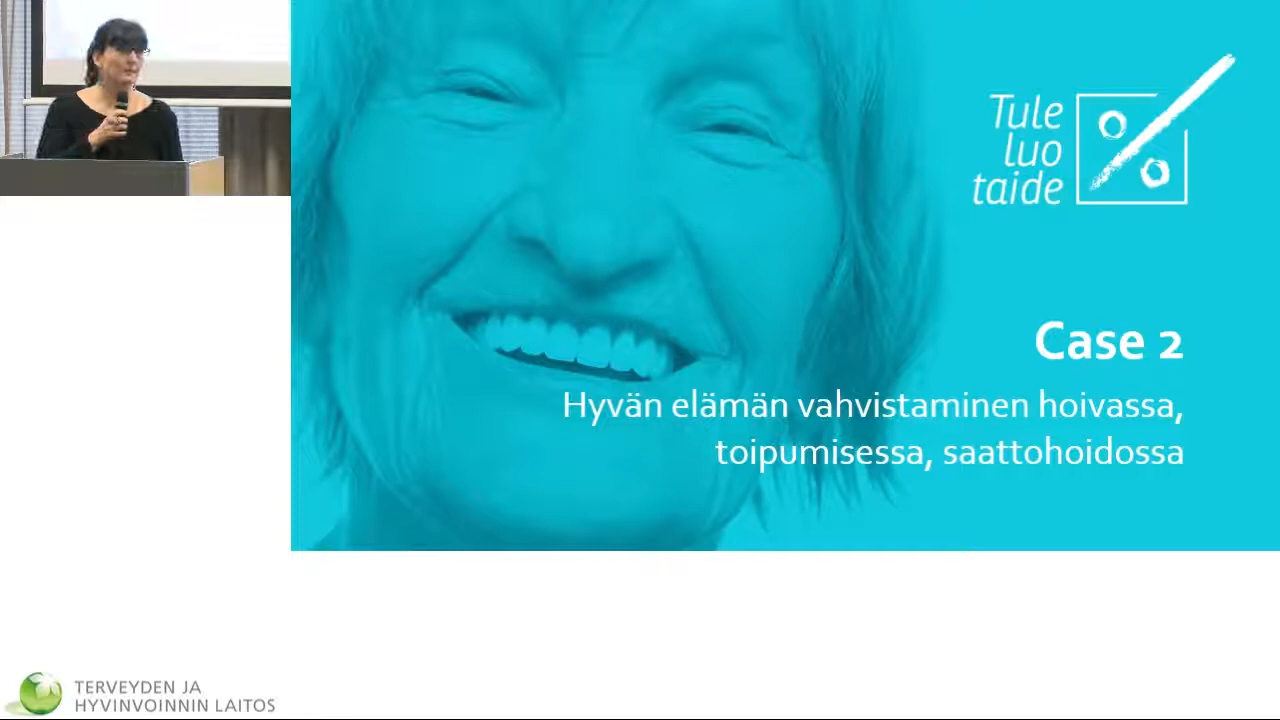 Tule
luo
taide
%
Case 2
Hyvän elämän vahvistaminen hoivassa,
toipumisessa, saattohoidossa
TERVEYDEN JA
HYVINVOINNIN LAITOS